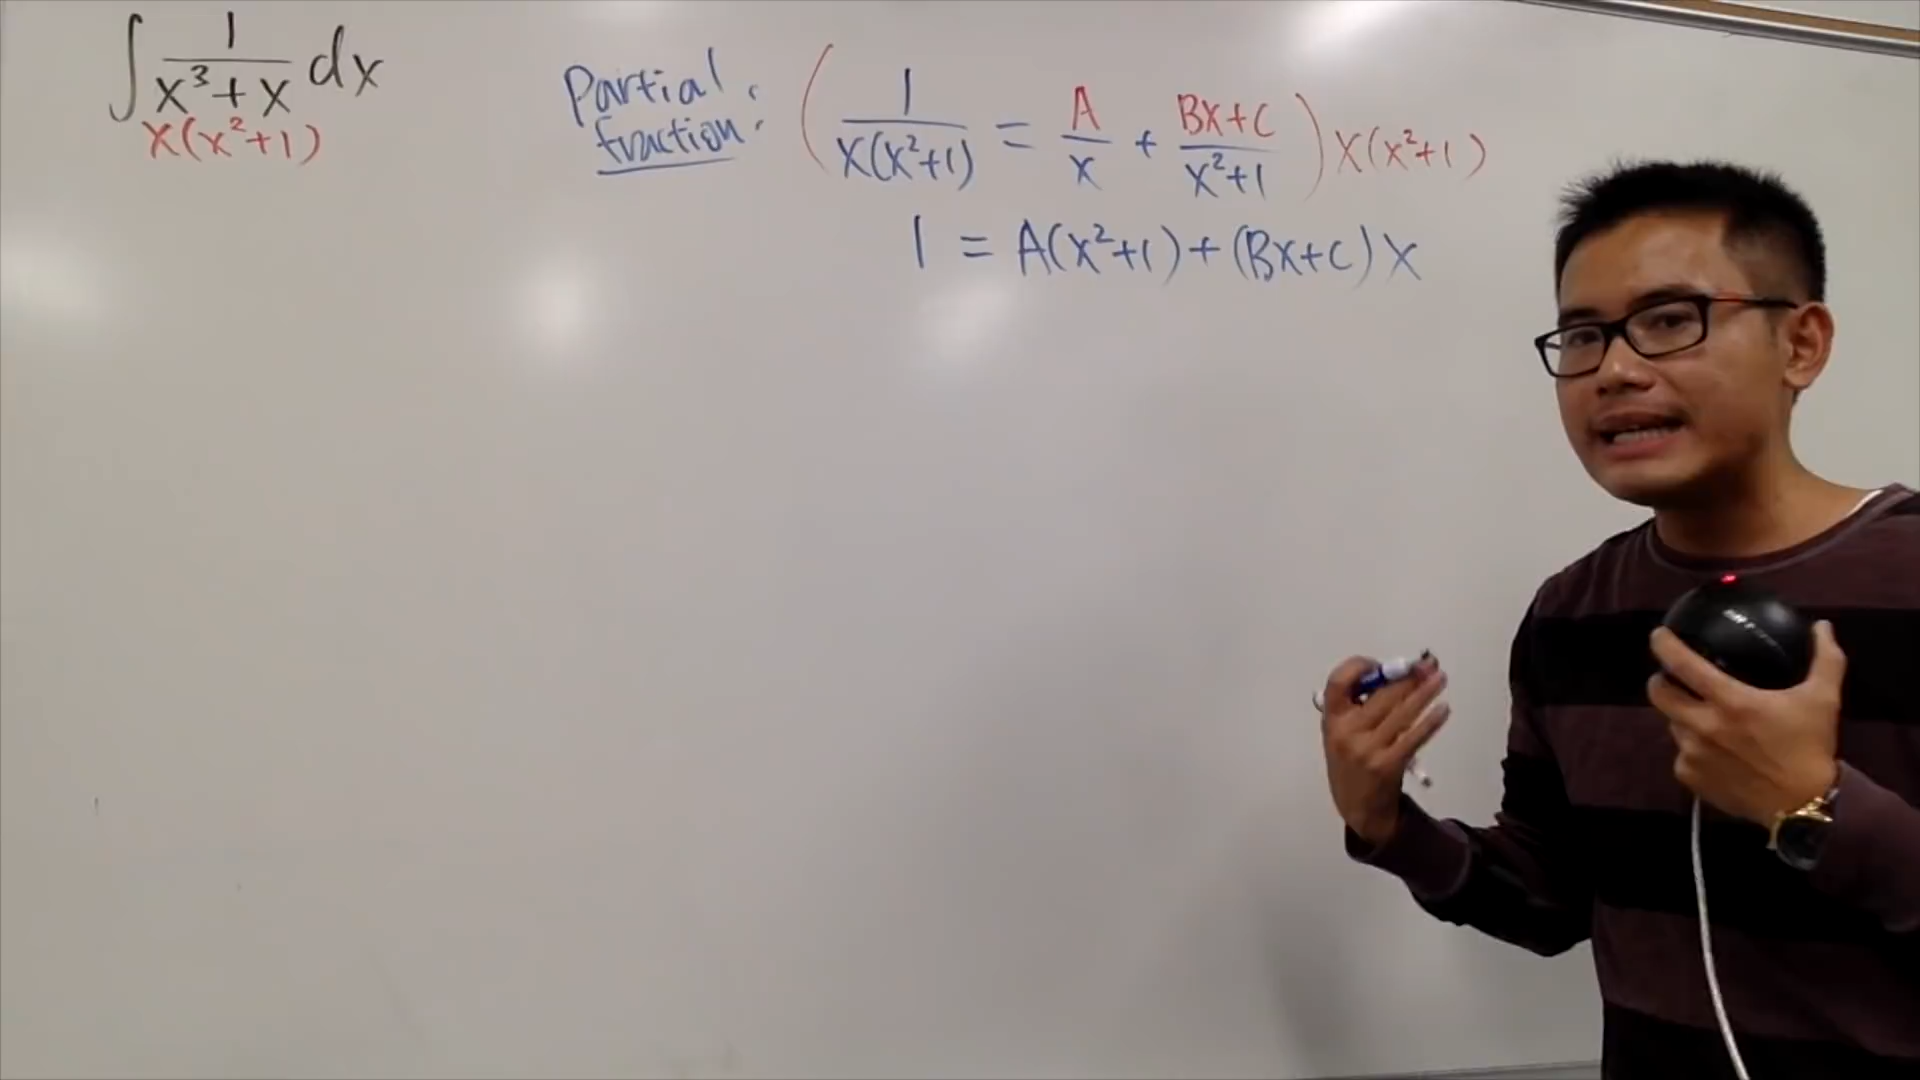 ∫ 1/(x³+x) dx
x(x²+1)
Partial fraction: ( 1/(x(x²+1)) = A/x + (Bx+C)/(x²+1) ) x(x²+1)
1 = A(x²+1)+(Bx+C)x